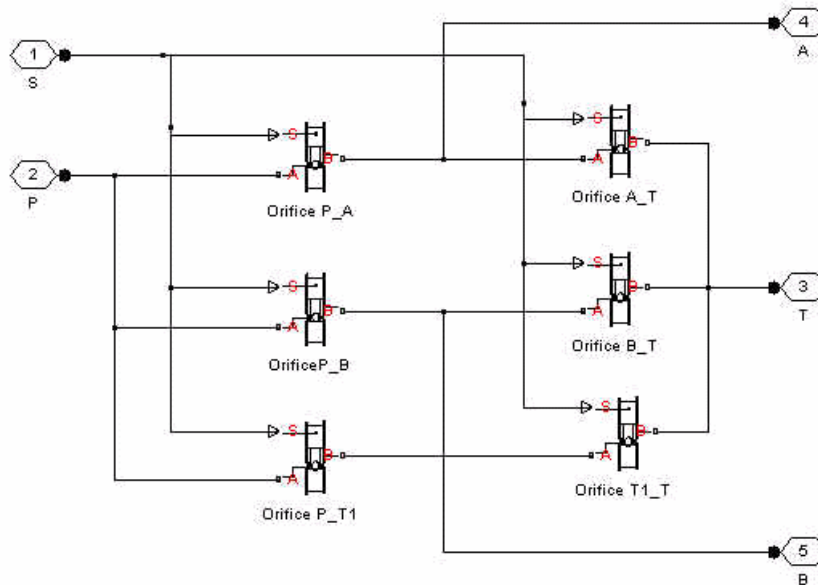 4
A
1
S
S
S
B
A
B
A
2
P
Orifice P_A
Orifice A_T
S
S
B
3
T
B
A
A
OrificeP_B
Orifice B_T
S
S
B
B
A
A
Orifice P_T1
Orifice T1_T
5
B